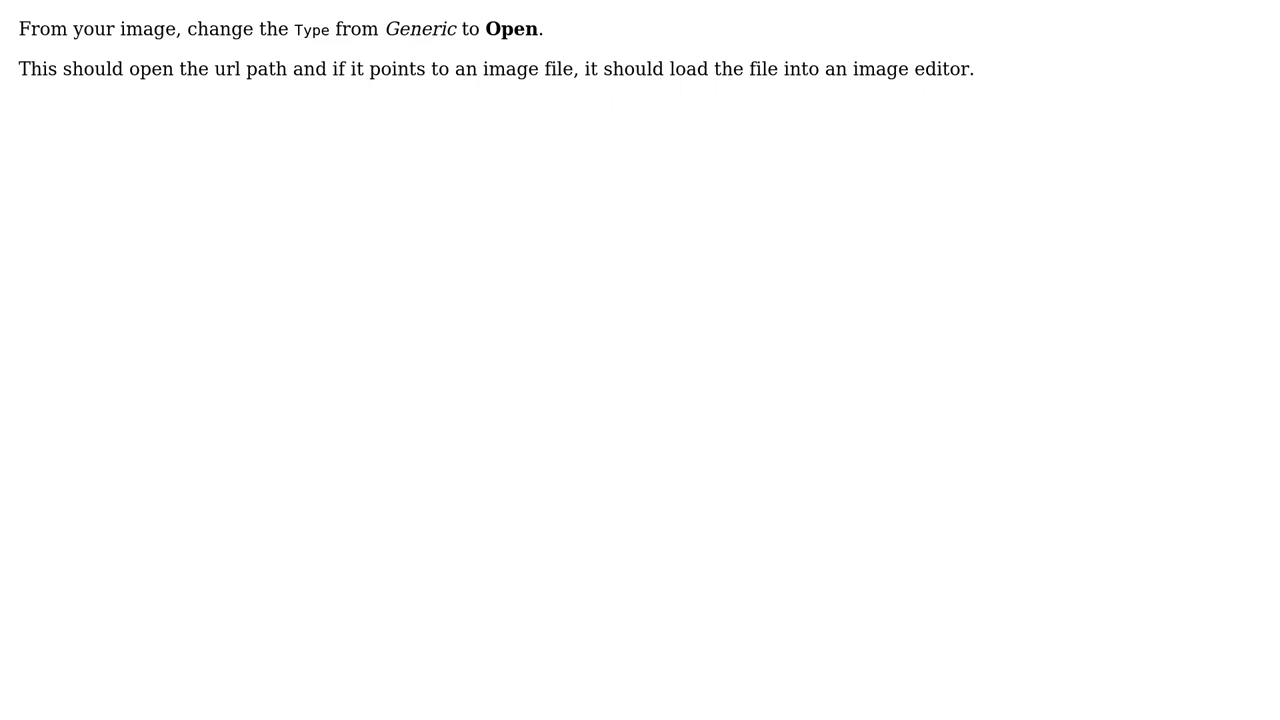 From your image, change the Type from Generic to Open.
This should open the url path and if it points to an image file, it should load the file into an image editor.